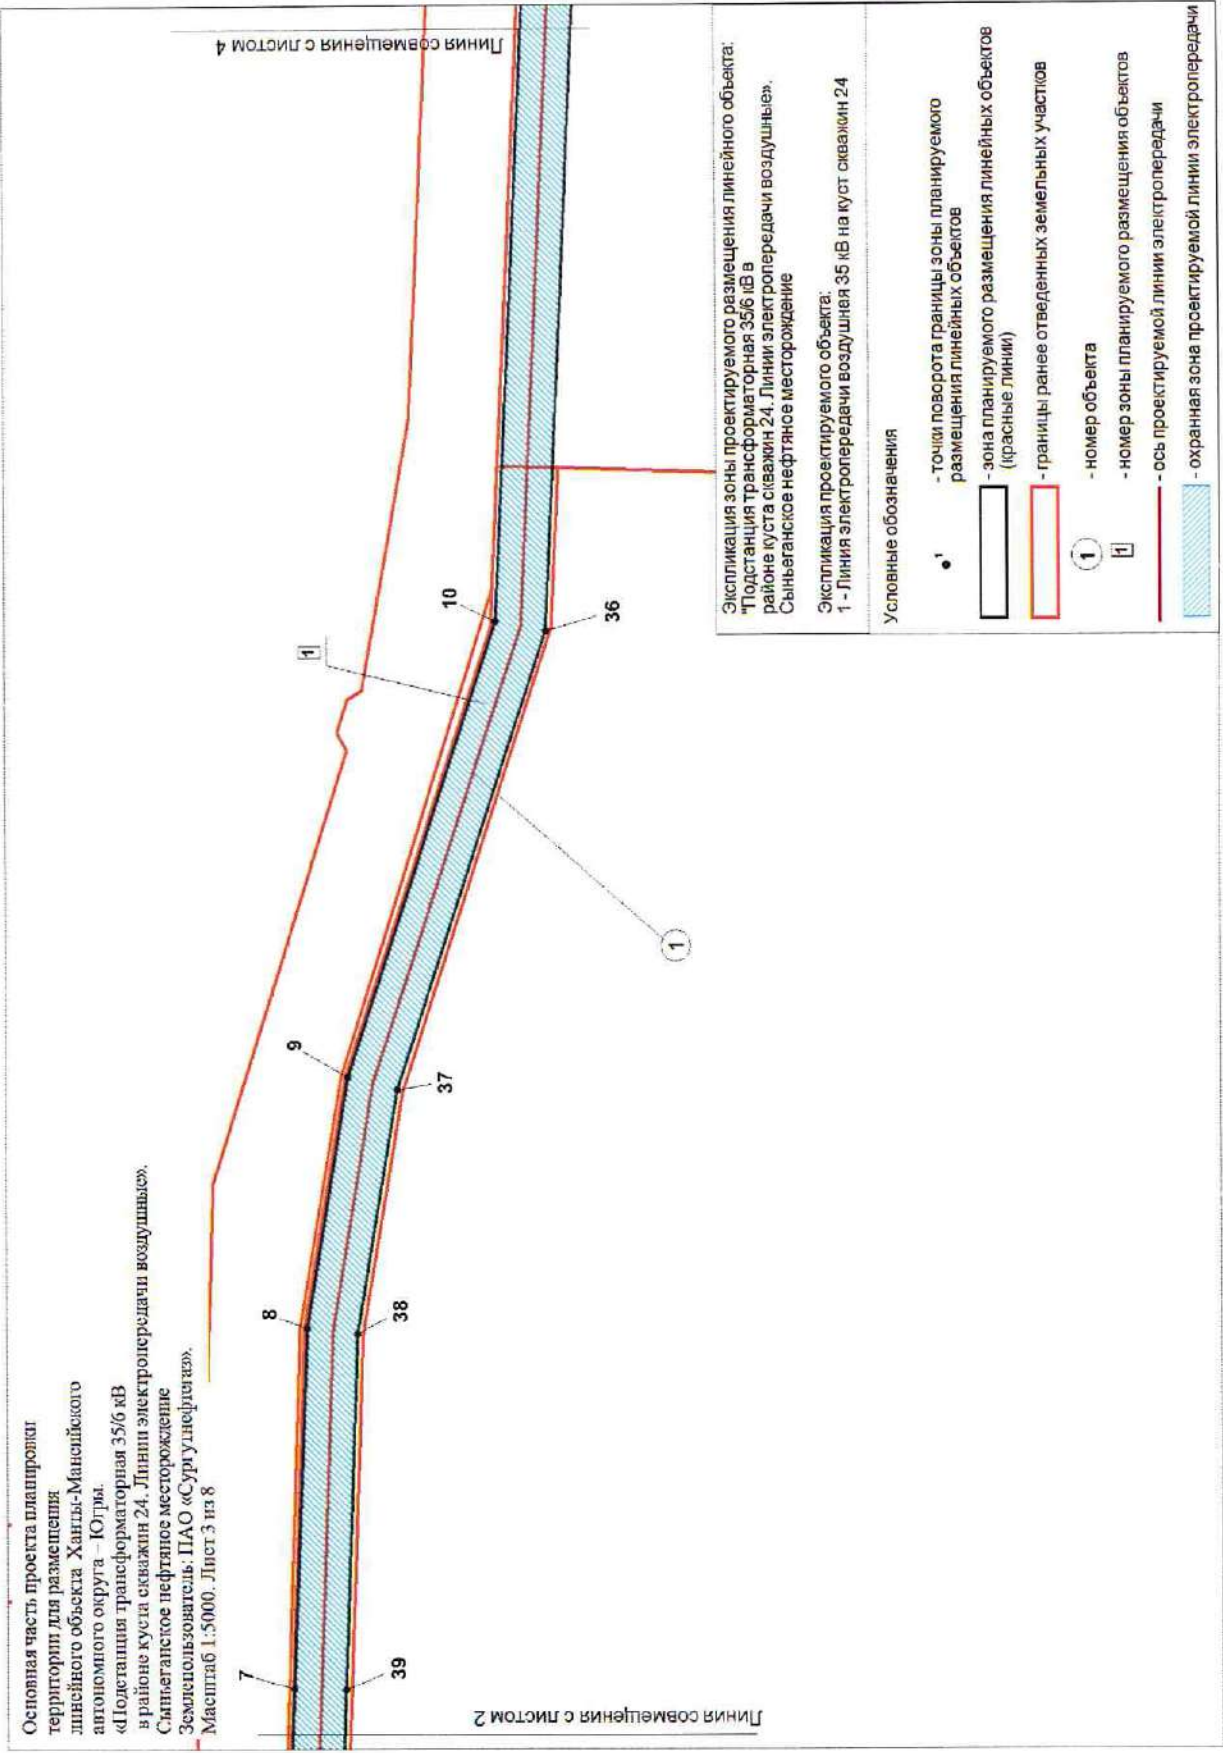 Основная часть проекта планировки
территории для размещения
линейного объекта Ханты-Мансийского
автономного округа – Югры.
«Подстанция трансформаторная 35/6 кВ
в районе куста скважин 24. Линии электропередачи воздушные».
Сыньеганское нефтяное месторождение
Землепользователь: ПАО «Сургутнефтегаз».
Масштаб 1:5000. Лист 3 из 8
Линия совмещения с листом 2
Линия совмещения с листом 4
7
8
9
10
36
37
38
39
1
1
Экспликация зоны проектируемого размещения линейного объекта:
"Подстанция трансформаторная 35/6 кВ в
районе куста скважин 24. Линии электропередачи воздушные».
Сыньеганское нефтяное месторождение
Экспликация проектируемого объекта:
1 - Линия электропередачи воздушная 35 кВ на куст скважин 24
Условные обозначения
1 - точки поворота границы зоны планируемого
размещения линейных объектов
- зона планируемого размещения линейных объектов
(красные линии)
- границы ранее отведенных земельных участков
1 - номер объекта
1 - номер зоны планируемого размещения объектов
- ось проектируемой линии электропередачи
- охранная зона проектируемой линии электропередачи